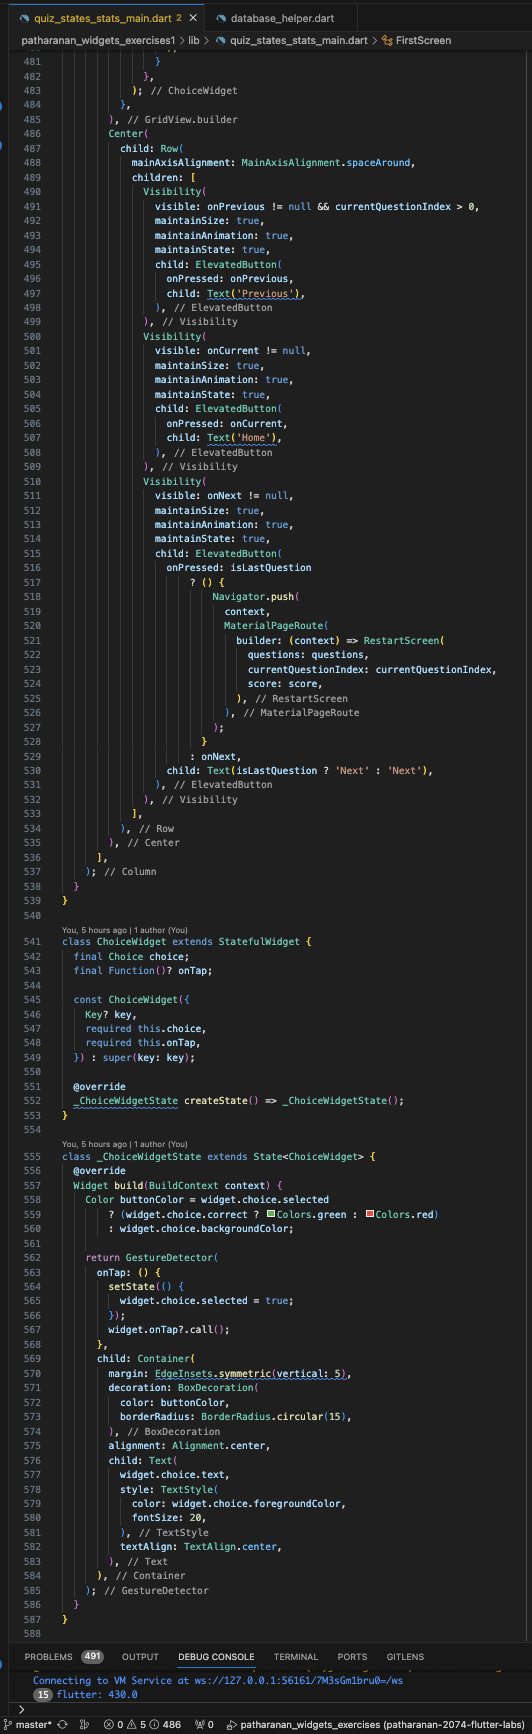 quiz_states_stats_main.dart 2
database_helper.dart
patharanan_widgets_exercises1 > lib > quiz_states_stats_main.dart > FirstScreen
481 }
482 },
483 ); // ChoiceWidget
484 },
485 ), // GridView.builder
486 Center(
487 child: Row(
488 mainAxisAlignment: MainAxisAlignment.spaceAround,
489 children: [
490 Visibility(
491 visible: onPrevious != null && currentQuestionIndex > 0,
492 maintainSize: true,
493 maintainAnimation: true,
494 maintainState: true,
495 child: ElevatedButton(
496 onPressed: onPrevious,
497 child: Text('Previous'),
498 ), // ElevatedButton
499 ), // Visibility
500 Visibility(
501 visible: onCurrent != null,
502 maintainSize: true,
503 maintainAnimation: true,
504 maintainState: true,
505 child: ElevatedButton(
506 onPressed: onCurrent,
507 child: Text('Home'),
508 ), // ElevatedButton
509 ), // Visibility
510 Visibility(
511 visible: onNext != null,
512 maintainSize: true,
513 maintainAnimation: true,
514 maintainState: true,
515 child: ElevatedButton(
516 onPressed: isLastQuestion
517 ? () {
518 Navigator.push(
519 context,
520 MaterialPageRoute(
521 builder: (context) => RestartScreen(
522 questions: questions,
523 currentQuestionIndex: currentQuestionIndex,
524 score: score,
525 ), // RestartScreen
526 ), // MaterialPageRoute
527 );
528 }
529 : onNext,
530 child: Text(isLastQuestion ? 'Next' : 'Next'),
531 ), // ElevatedButton
532 ), // Visibility
533 ],
534 ), // Row
535 ), // Center
536 ],
537 ); // Column
538 }
539 }
540
You, 5 hours ago | 1 author (You)
541 class ChoiceWidget extends StatefulWidget {
542 final Choice choice;
543 final Function()? onTap;
544
545 const ChoiceWidget({
546 Key? key,
547 required this.choice,
548 required this.onTap,
549 }) : super(key: key);
550
551 @override
552 _ChoiceWidgetState createState() => _ChoiceWidgetState();
553 }
554
You, 5 hours ago | 1 author (You)
555 class _ChoiceWidgetState extends State<ChoiceWidget> {
556 @override
557 Widget build(BuildContext context) {
558 Color buttonColor = widget.choice.selected
559 ? (widget.choice.correct ? Colors.green : Colors.red)
560 : widget.choice.backgroundColor;
561
562 return GestureDetector(
563 onTap: () {
564 setState(() {
565 widget.choice.selected = true;
566 });
567 widget.onTap?.call();
568 },
569 child: Container(
570 margin: EdgeInsets.symmetric(vertical: 5),
571 decoration: BoxDecoration(
572 color: buttonColor,
573 borderRadius: BorderRadius.circular(15),
574 ), // BoxDecoration
575 alignment: Alignment.center,
576 child: Text(
577 widget.choice.text,
578 style: TextStyle(
579 color: widget.choice.foregroundColor,
580 fontSize: 20,
581 ), // TextStyle
582 textAlign: TextAlign.center,
583 ), // Text
584 ), // Container
585 ); // GestureDetector
586 }
587 }
588
PROBLEMS 491 OUTPUT DEBUG CONSOLE TERMINAL PORTS GITLENS
Connecting to VM Service at ws://127.0.0.1:56161/7M3sGm1bru0=/ws
15 flutter: 430.0
>
master* 0 5 486 0 patharanan_widgets_exercises (patharanan-2074-flutter-labs)